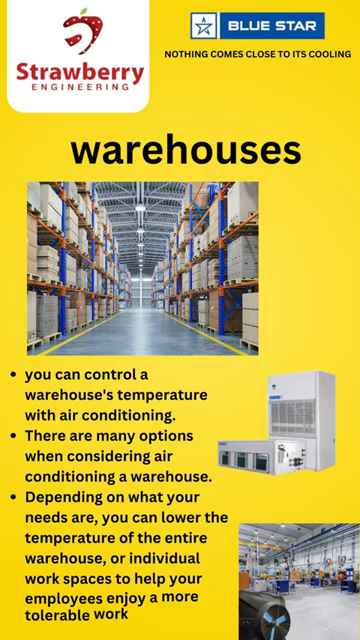 Strawberry
ENGINEERING
BLUE STAR
NOTHING COMES CLOSE TO ITS COOLING
warehouses
• you can control a
warehouse's temperature
with air conditioning.
• There are many options
when considering air
conditioning a warehouse.
• Depending on what your
needs are, you can lower the
temperature of the entire
warehouse, or individual
work spaces to help your
employees enjoy a more
tolerable work